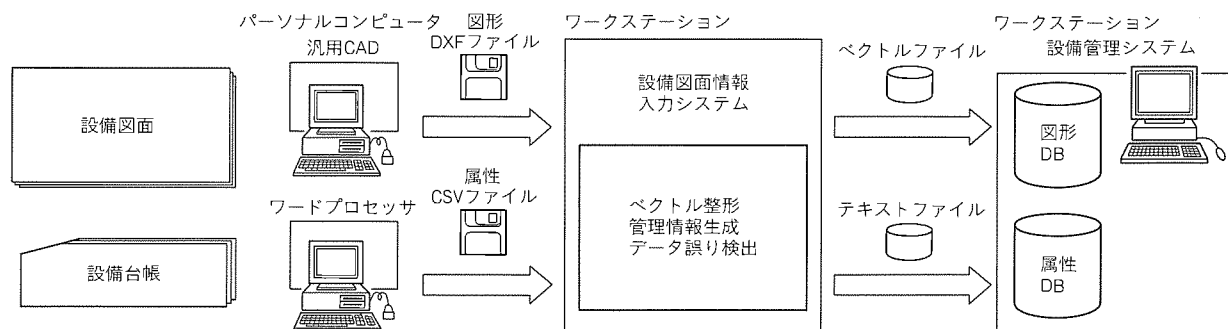 設備図面
設備台帳
パーソナルコンピュータ
汎用CAD
ワードプロセッサ
図形
DXFファイル
属性
CSVファイル
ワークステーション
設備図面情報
入力システム
ベクトル整形
管理情報生成
データ誤り検出
ベクトルファイル
テキストファイル
ワークステーション
設備管理システム
図形
DB
属性
DB